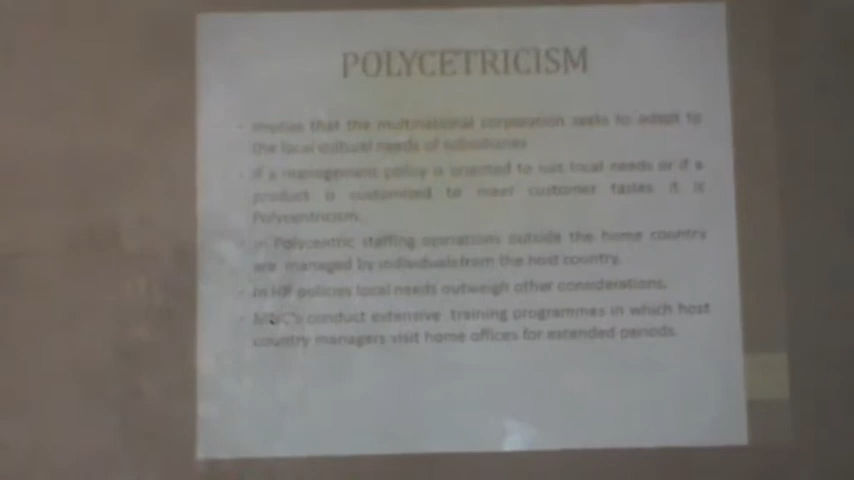 POLYCETRICISM
Implies that the multinational corporation seeks to adapt to
the local cultural needs of subsidiaries
If a management policy is oriented to suit local needs or if a
product is customized to meet customer tastes it is
Polycentricism.
In Polycentric staffing operations outside the home country
are managed by individuals from the host country.
In HR policies local needs outweigh other considerations.
MNC's conduct extensive training programmes in which host
country managers visit home offices for extended periods.